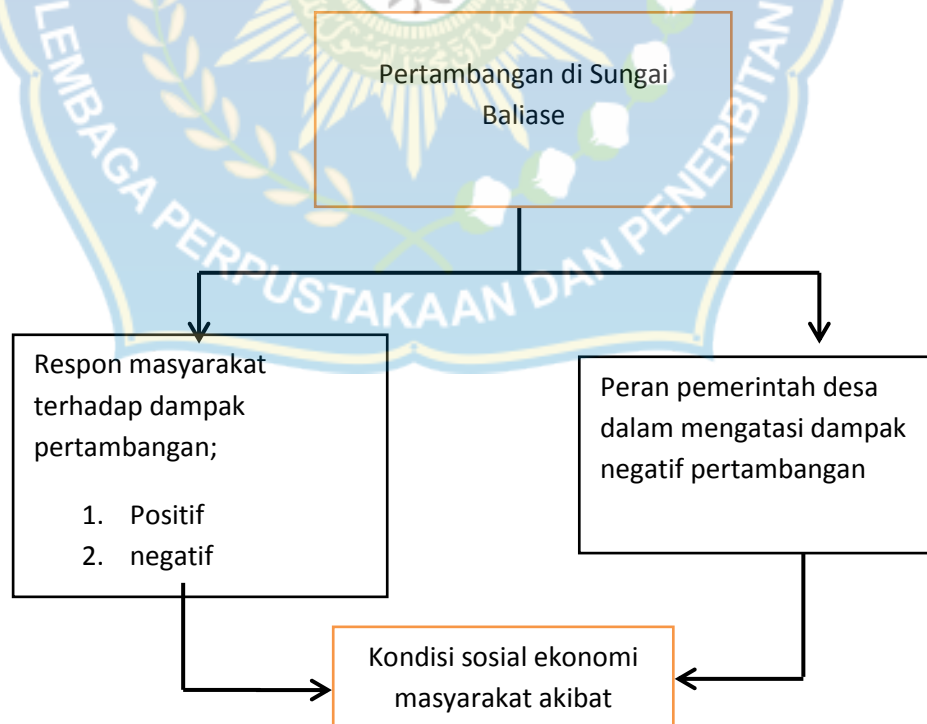 Pertambangan di Sungai
Baliase
LEMBAGA PERPUSTAKAAN DAN PENERBITAN
Respon masyarakat
terhadap dampak
pertambangan;
1. Positif
2. negatif
Peran pemerintah desa
dalam mengatasi dampak
negatif pertambangan
Kondisi sosial ekonomi
masyarakat akibat